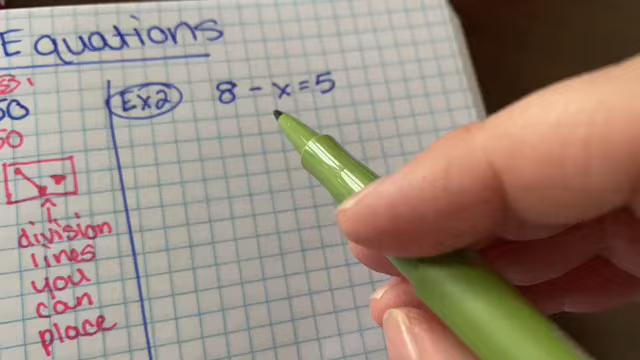 Equations
50
50
division
lines
you
can
place
Ex2 8 - x = 5